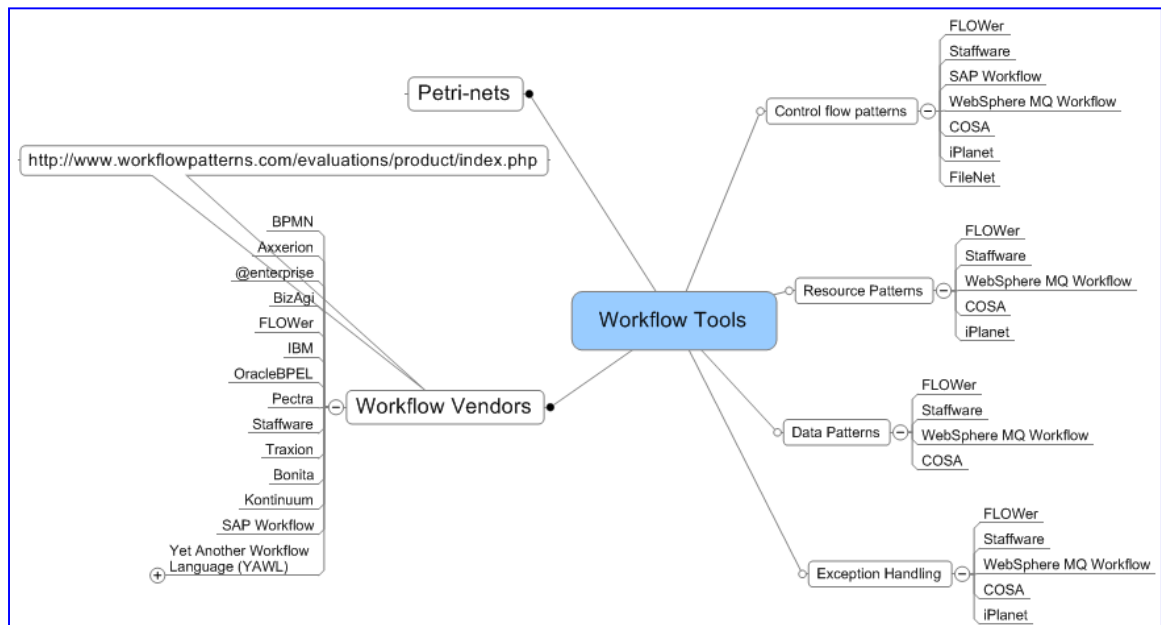 Petri-nets
http://www.workflowpatterns.com/evaluations/product/index.php
BPMN
Axxerion
@enterprise
BizAgi
FLOWer
IBM
OracleBPEL
Pectra
Staffware
Traxion
Bonita
Kontinuum
SAP Workflow
Yet Another Workflow
Language (YAWL)
Workflow Vendors
Workflow Tools
Control flow patterns
FLOWer
Staffware
SAP Workflow
WebSphere MQ Workflow
COSA
iPlanet
FileNet
Resource Patterns
FLOWer
Staffware
WebSphere MQ Workflow
COSA
iPlanet
Data Patterns
FLOWer
Staffware
WebSphere MQ Workflow
COSA
Exception Handling
FLOWer
Staffware
WebSphere MQ Workflow
COSA
iPlanet